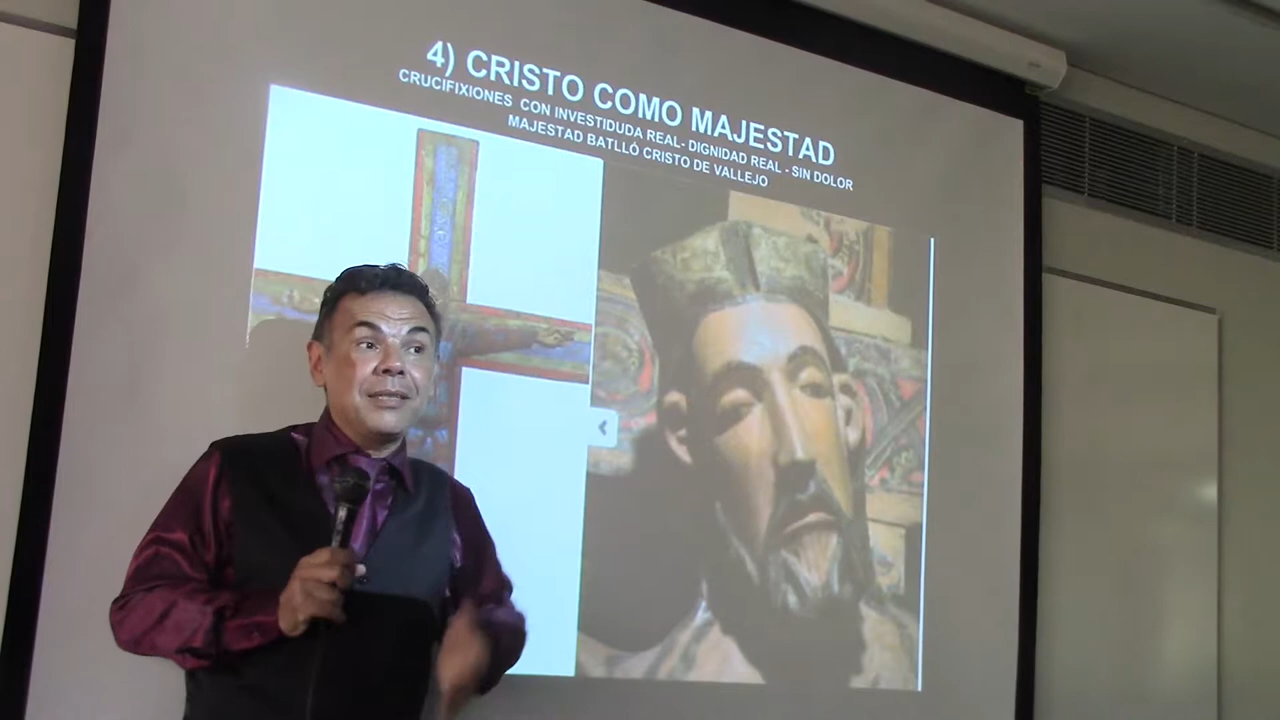 4) CRISTO COMO MAJESTAD
CRUCIFIXIONES CON INVESTIDUDA REAL- DIGNIDAD REAL - SIN DOLOR
MAJESTAD BATLLÓ CRISTO DE VALLEJO